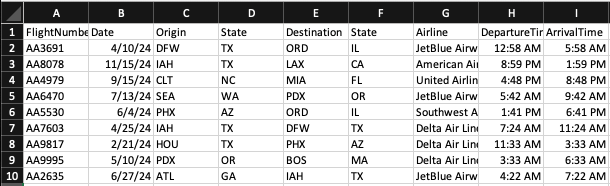 A B C D E F G H I
1 FlightNumbe Date Origin State Destination State Airline DepartureTim ArrivalTime
2 AA3691 4/10/24 DFW TX ORD IL JetBlue Airw 12:58 AM 5:58 AM
3 AA8078 11/15/24 IAH TX LAX CA American Air 8:59 PM 1:59 PM
4 AA4979 9/15/24 CLT NC MIA FL United Airlin 4:48 PM 8:48 PM
5 AA6470 7/13/24 SEA WA PDX OR JetBlue Airw 5:42 AM 9:42 AM
6 AA5530 6/4/24 PHX AZ ORD IL Southwest A 1:41 PM 6:41 PM
7 AA7603 4/25/24 IAH TX DFW TX Delta Air Line 7:24 AM 11:24 AM
8 AA9817 2/21/24 HOU TX PHX AZ Delta Air Line 11:33 AM 3:33 AM
9 AA9995 5/10/24 PDX OR BOS MA Delta Air Line 3:33 AM 6:33 AM
10 AA2635 6/27/24 ATL GA IAH TX JetBlue Airw 4:22 AM 7:22 AM